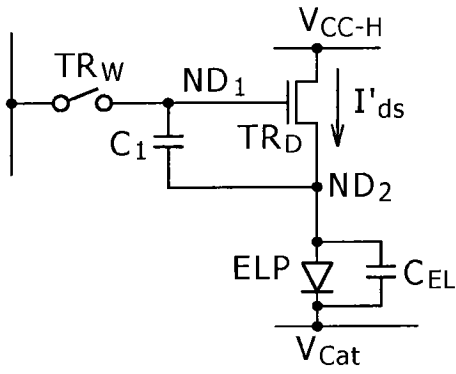 V_CC-H
TR_W
ND_1
I'_ds
C_1
TR_D
ND_2
ELP
C_EL
V_Cat